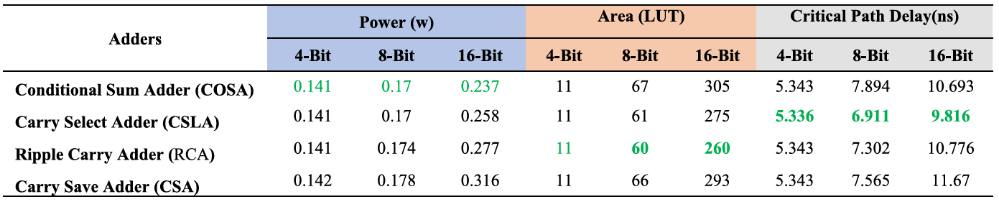 Adders Power (w) Area (LUT) Critical Path Delay(ns)
4-Bit 8-Bit 16-Bit 4-Bit 8-Bit 16-Bit 4-Bit 8-Bit 16-Bit
Conditional Sum Adder (COSA) 0.141 0.17 0.237 11 67 305 5.343 7.894 10.693
Carry Select Adder (CSLA) 0.141 0.17 0.258 11 61 275 5.336 6.911 9.816
Ripple Carry Adder (RCA) 0.141 0.174 0.277 11 60 260 5.343 7.302 10.776
Carry Save Adder (CSA) 0.142 0.178 0.316 11 66 293 5.343 7.565 11.67